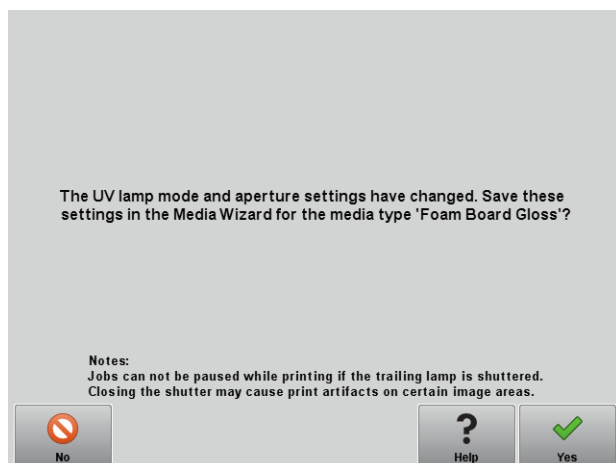 The UV lamp mode and aperture settings have changed. Save these
settings in the Media Wizard for the media type 'Foam Board Gloss'?
Notes:
Jobs can not be paused while printing if the trailing lamp is shuttered.
Closing the shutter may cause print artifacts on certain image areas.
No
Help
Yes